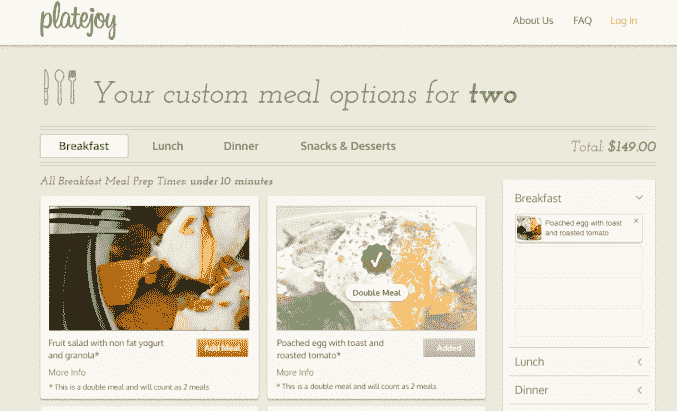 platejoy
About Us FAQ Log in
Your custom meal options for two
Breakfast Lunch Dinner Snacks & Desserts Total: $149.00
All Breakfast Meal Prep Times: under 10 minutes
Fruit salad with non fat yogurt
and granola*
More Info
* This is a double meal and will count as 2 meals
Double Meal
Poached egg with toast and
roasted tomato*
Added
More Info
* This is a double meal and will count as 2 meals
Breakfast
Poached egg with toast
and roasted tomato
Lunch
Dinner